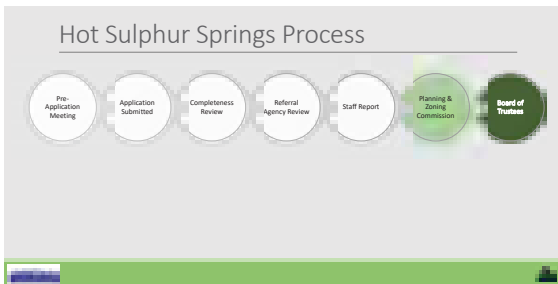 Hot Sulphur Springs Process
Pre-
Application
Meeting
Application
Submitted
Completeness
Review
Referral
Agency Review
Staff Report
Planning &
Zoning
Commission
Board of
Trustees